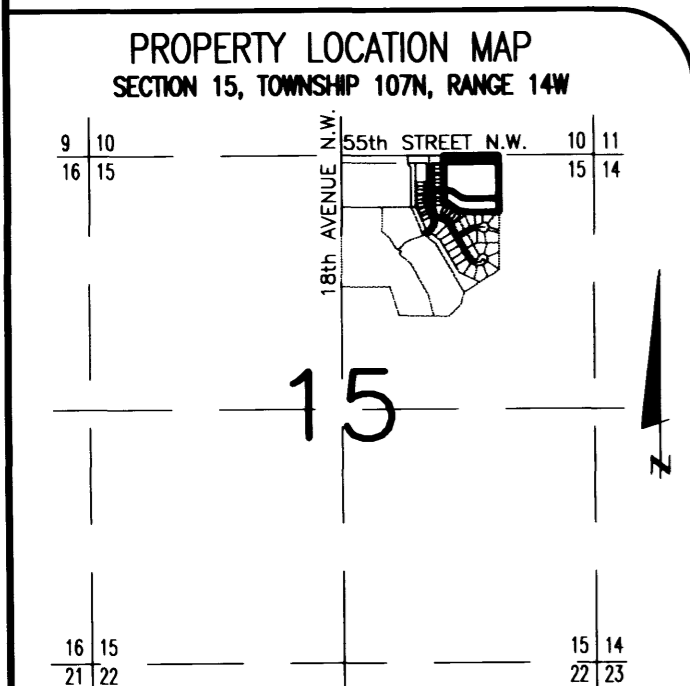 PROPERTY LOCATION MAP
SECTION 15, TOWNSHIP 107N, RANGE 14W
9 10
16 15
18th AVENUE N.W.
55th STREET N.W.
10 11
15 14
15
N
16 15
21 22
15 14
22 23